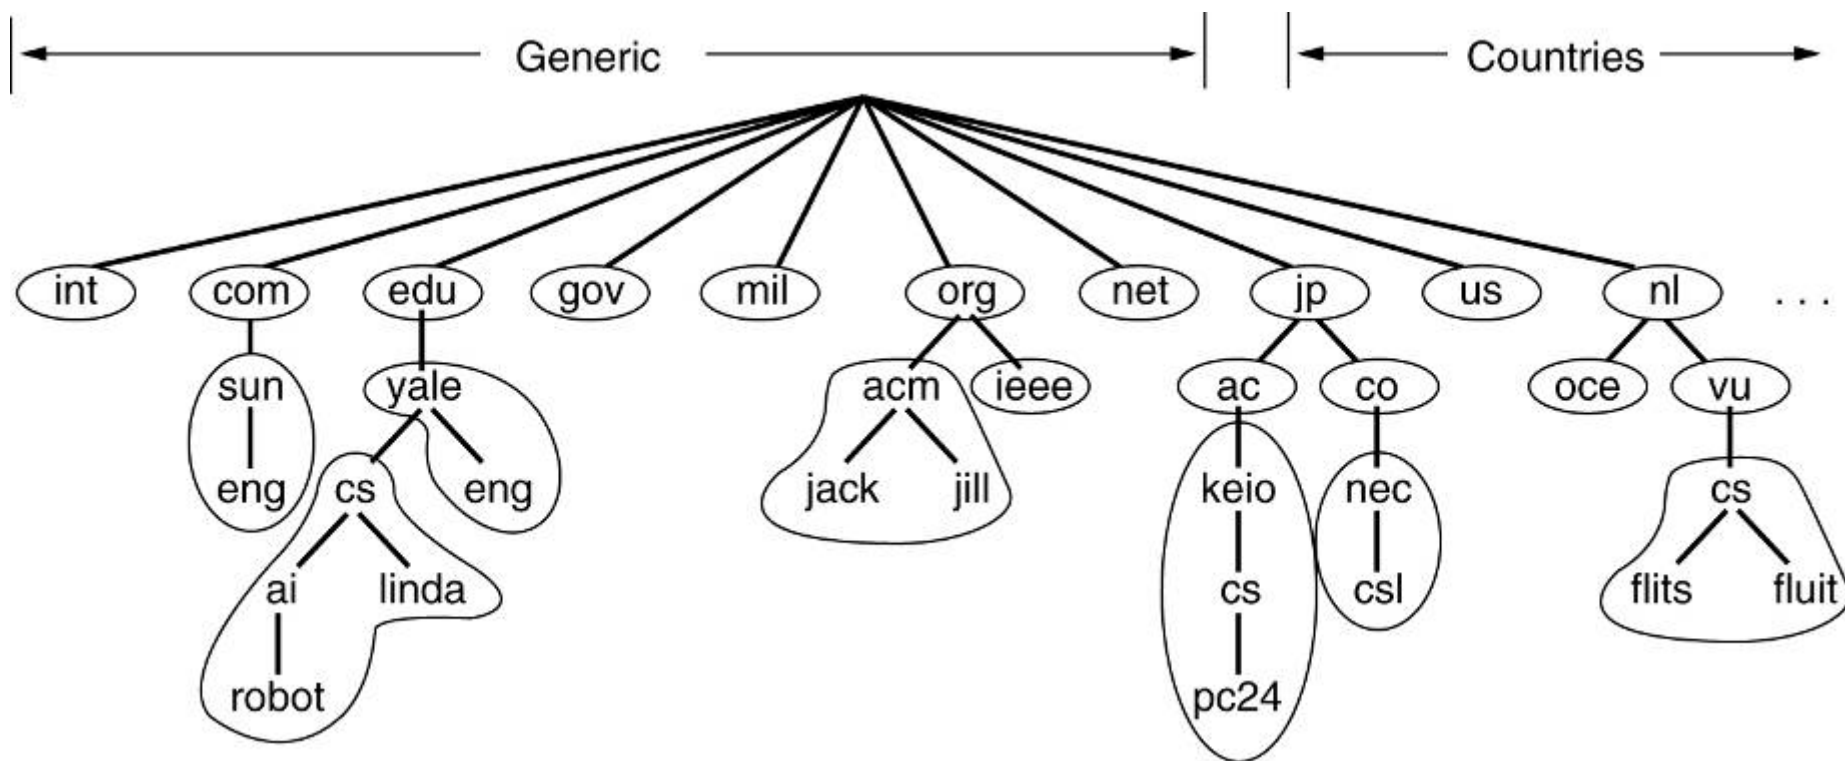 Generic Countries
int com edu gov mil org net jp us nl . . .
sun yale acm ieee ac co oce vu
eng cs eng jack jill keio nec cs
ai linda cs csl flits fluit
robot pc24